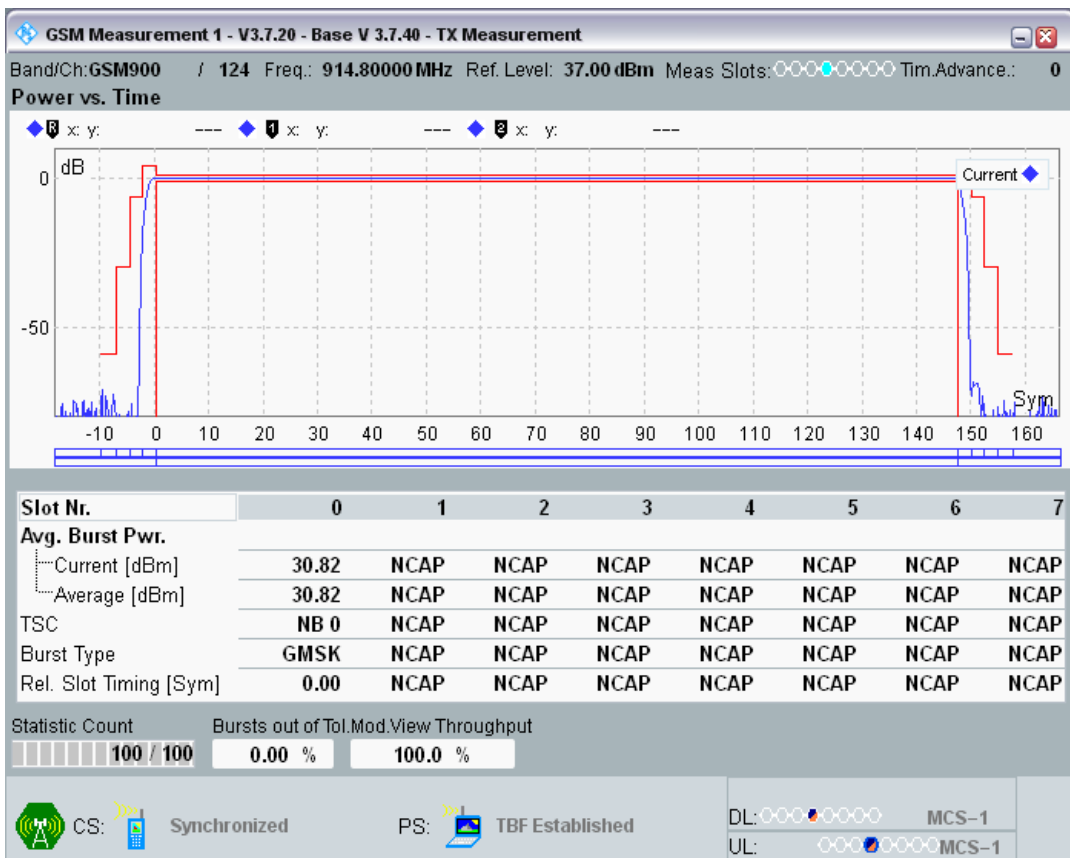 GSM Measurement 1 - V3.7.20 - Base V 3.7.40 - TX Measurement
Band/Ch:GSM900 / 124 Freq.: 914.80000 MHz Ref. Level: 37.00 dBm Meas Slots: Tim.Advance.: 0
Power vs. Time
R x: y: --- 1 x: y: --- 2 x: y: ---
dB
Current
0
-50
Sym
-10 0 10 20 30 40 50 60 70 80 90 100 110 120 130 140 150 160
Slot Nr. 0 1 2 3 4 5 6 7
Avg. Burst Pwr.
Current [dBm] 30.82 NCAP NCAP NCAP NCAP NCAP NCAP NCAP
Average [dBm] 30.82 NCAP NCAP NCAP NCAP NCAP NCAP NCAP
TSC NB 0 NCAP NCAP NCAP NCAP NCAP NCAP NCAP
Burst Type GMSK NCAP NCAP NCAP NCAP NCAP NCAP NCAP
Rel. Slot Timing [Sym] 0.00 NCAP NCAP NCAP NCAP NCAP NCAP NCAP
Statistic Count Bursts out of Tol.Mod.View Throughput
100 / 100 0.00 % 100.0 %
CS: Synchronized PS: TBF Established DL: MCS-1
UL: MCS-1